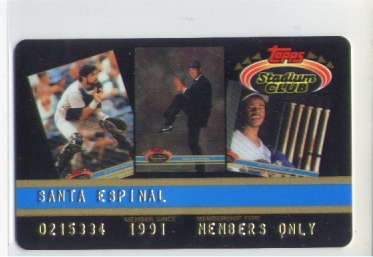 Topps
Stadium
CLUB
SANTA ESPINAL
MEMBER SINCE MEMBERSHIP TYPE
0215334 1991 MEMBERS ONLY